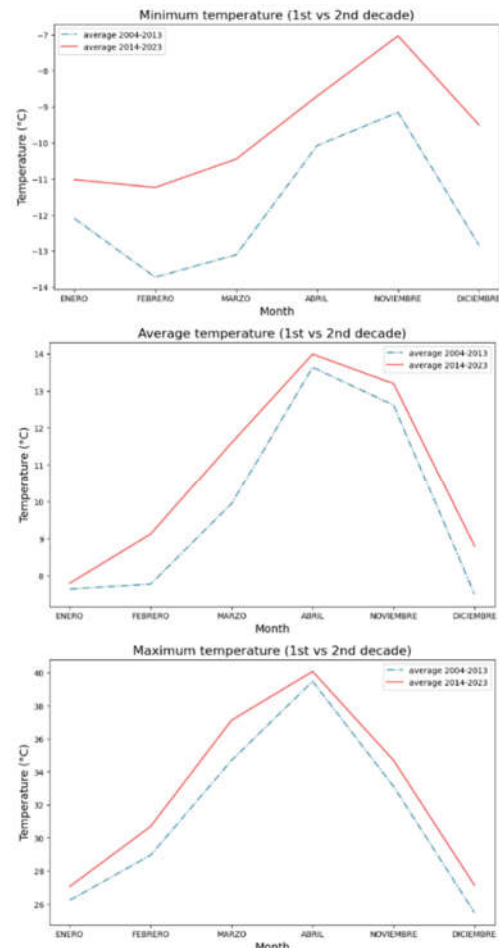 Minimum temperature (1st vs 2nd decade)
average 2004-2013
average 2014-2023
Temperature (°C)
−7
−8
−9
−10
−11
−12
−13
−14
ENERO FEBRERO MARZO ABRIL NOVIEMBRE DICIEMBRE
Month
Average temperature (1st vs 2nd decade)
average 2004-2013
average 2014-2023
Temperature (°C)
14
13
12
11
10
9
8
ENERO FEBRERO MARZO ABRIL NOVIEMBRE DICIEMBRE
Month
Maximum temperature (1st vs 2nd decade)
average 2004-2013
average 2014-2023
Temperature (°C)
40
38
36
34
32
30
28
26
ENERO FEBRERO MARZO ABRIL NOVIEMBRE DICIEMBRE
Month